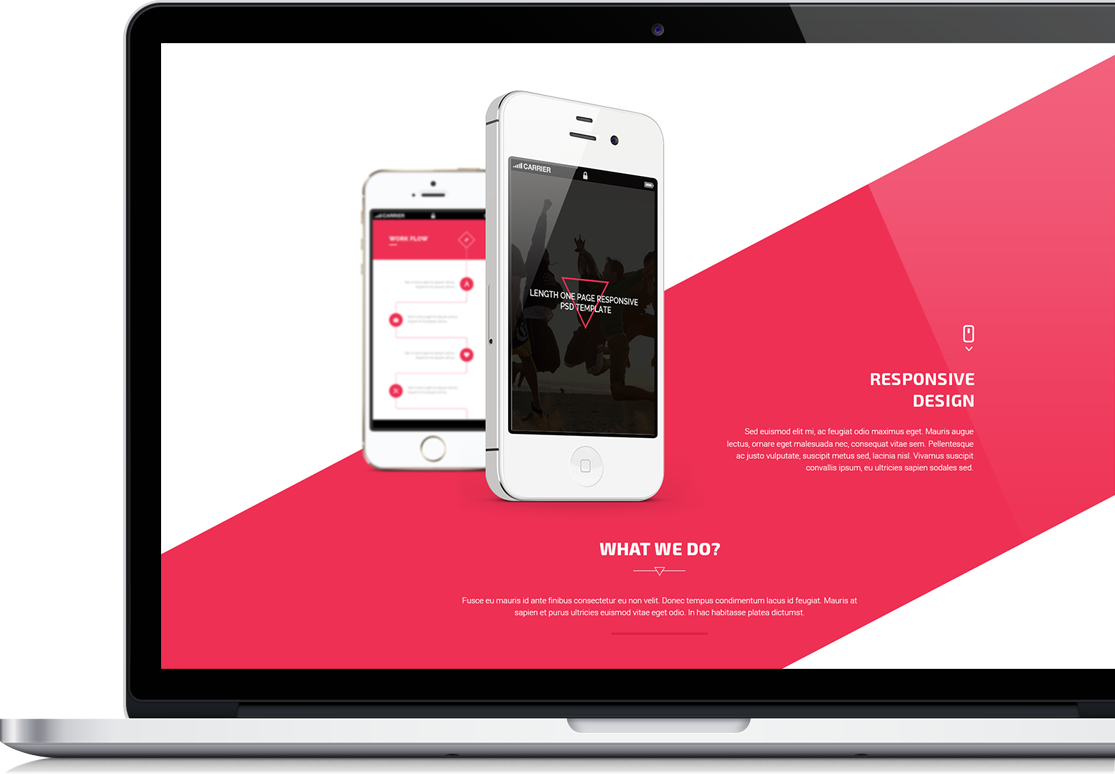 CARRIER
CARRIER
WORK FLOW
LENGTH ONE PAGE RESPONSIVE
PSD TEMPLATE
RESPONSIVE
DESIGN
Sed euismod elit mi, ac feugiat odio maximus eget. Mauris augue
lectus, ornare eget malesuada nec, consequat vitae sem. Pellentesque
ac justo vulputate, suscipit metus sed, lacinia nisl. Vivamus suscipit
convallis ipsum, eu ultricies sapien sodales sed.
WHAT WE DO?
Fusce eu mauris id ante finibus consectetur eu non velit. Donec tempus condimentum lacus id feugiat. Mauris at
sapien et purus ultricies euismod vitae eget odio. In hac habitasse platea dictumst.